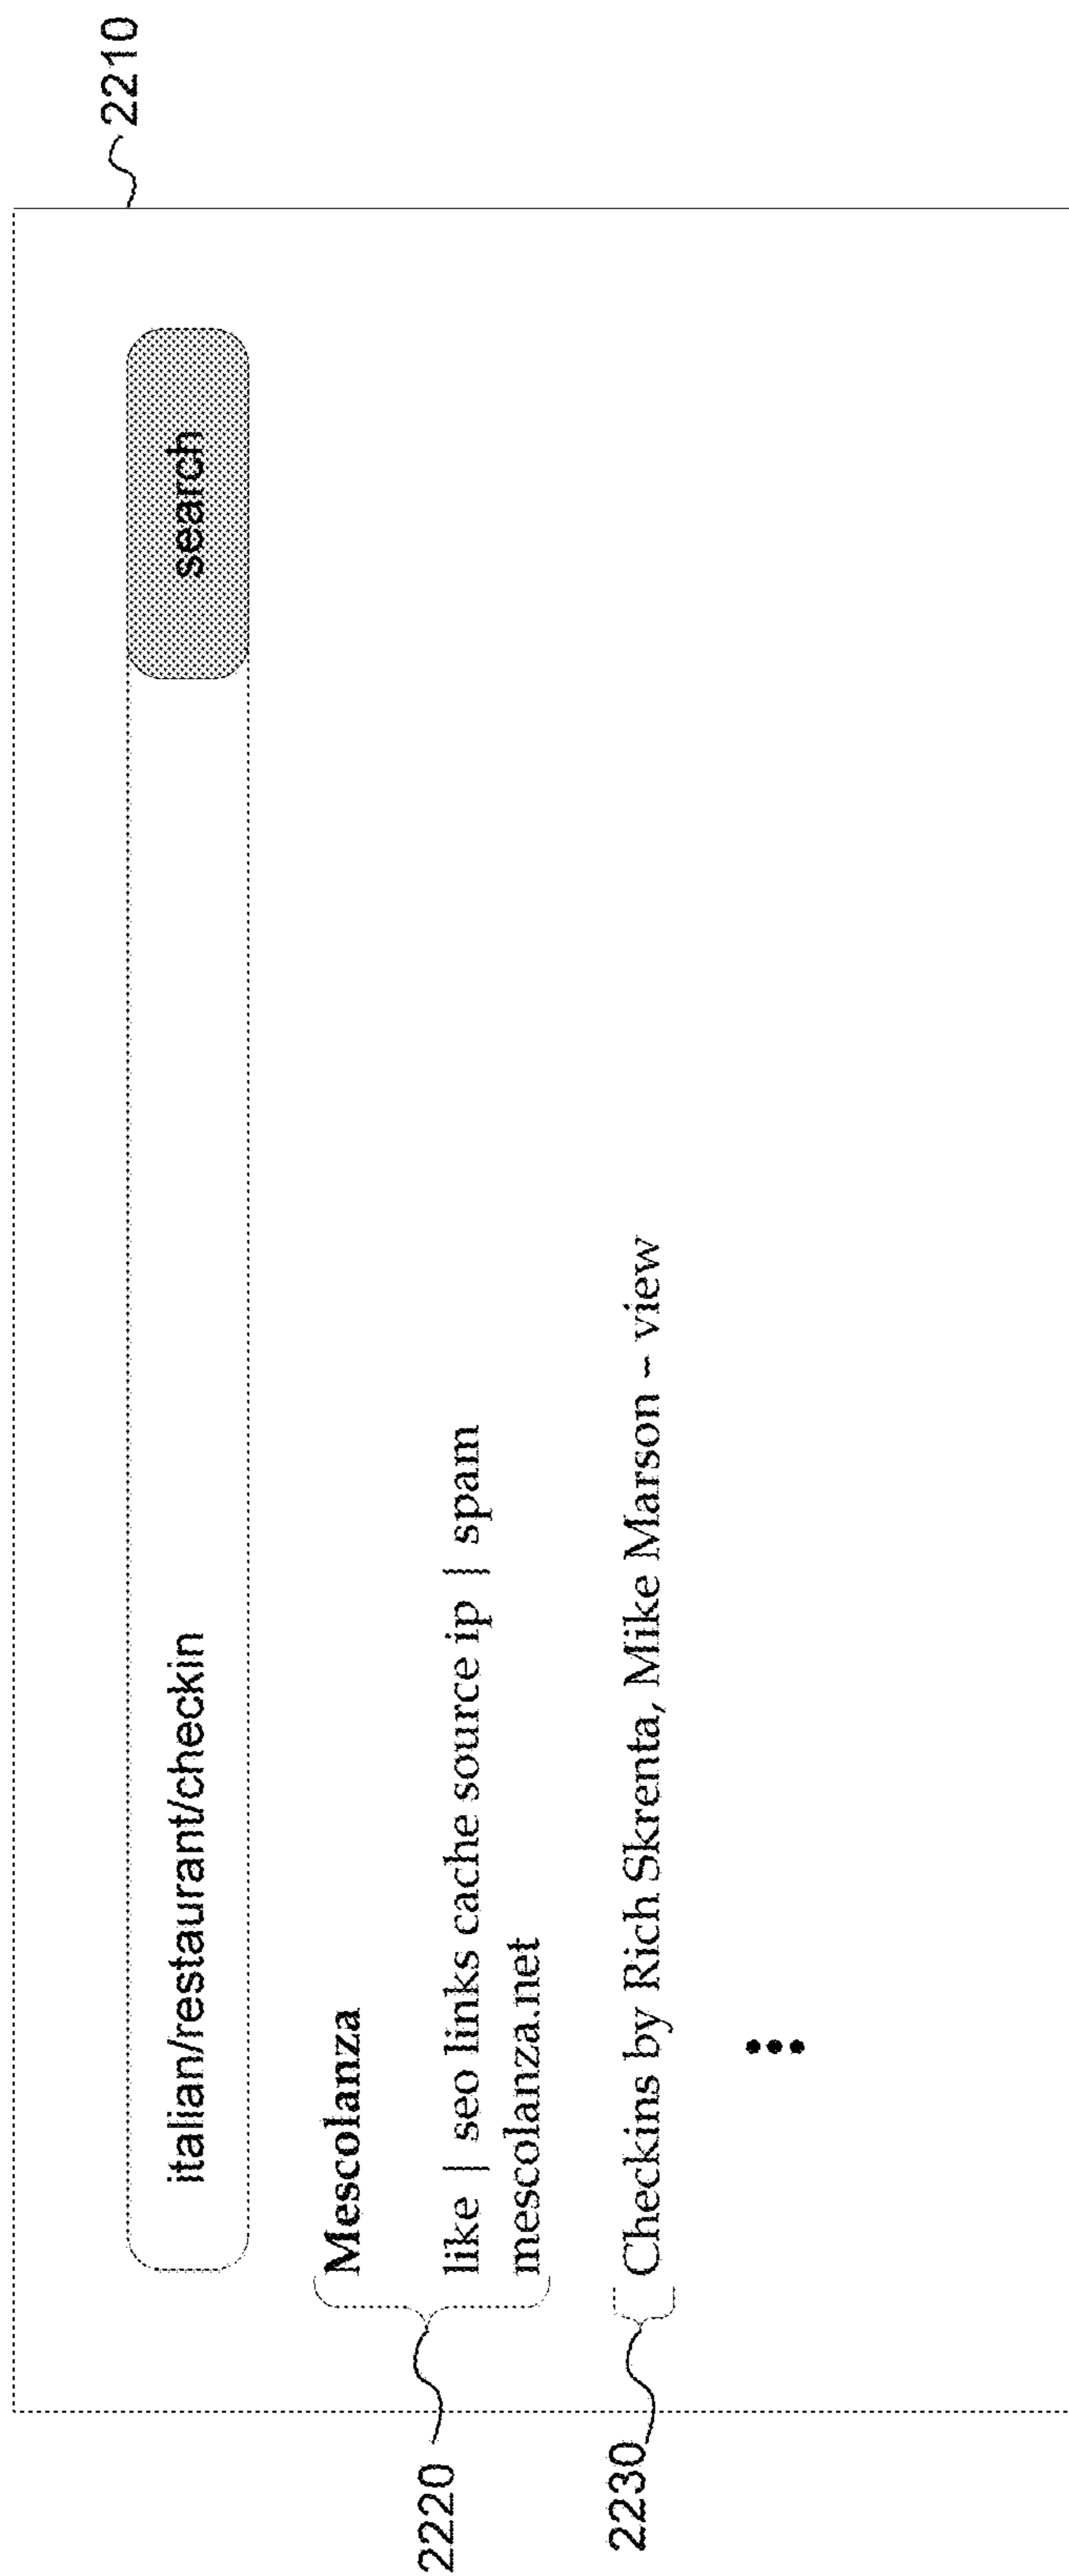 2210
italian/restaurant/checkin
search
Mescolanza
like | seo links cache source ip | spam
mescolanza.net
2220
Checkins by Rich Skrenta, Mike Marson – view
2230